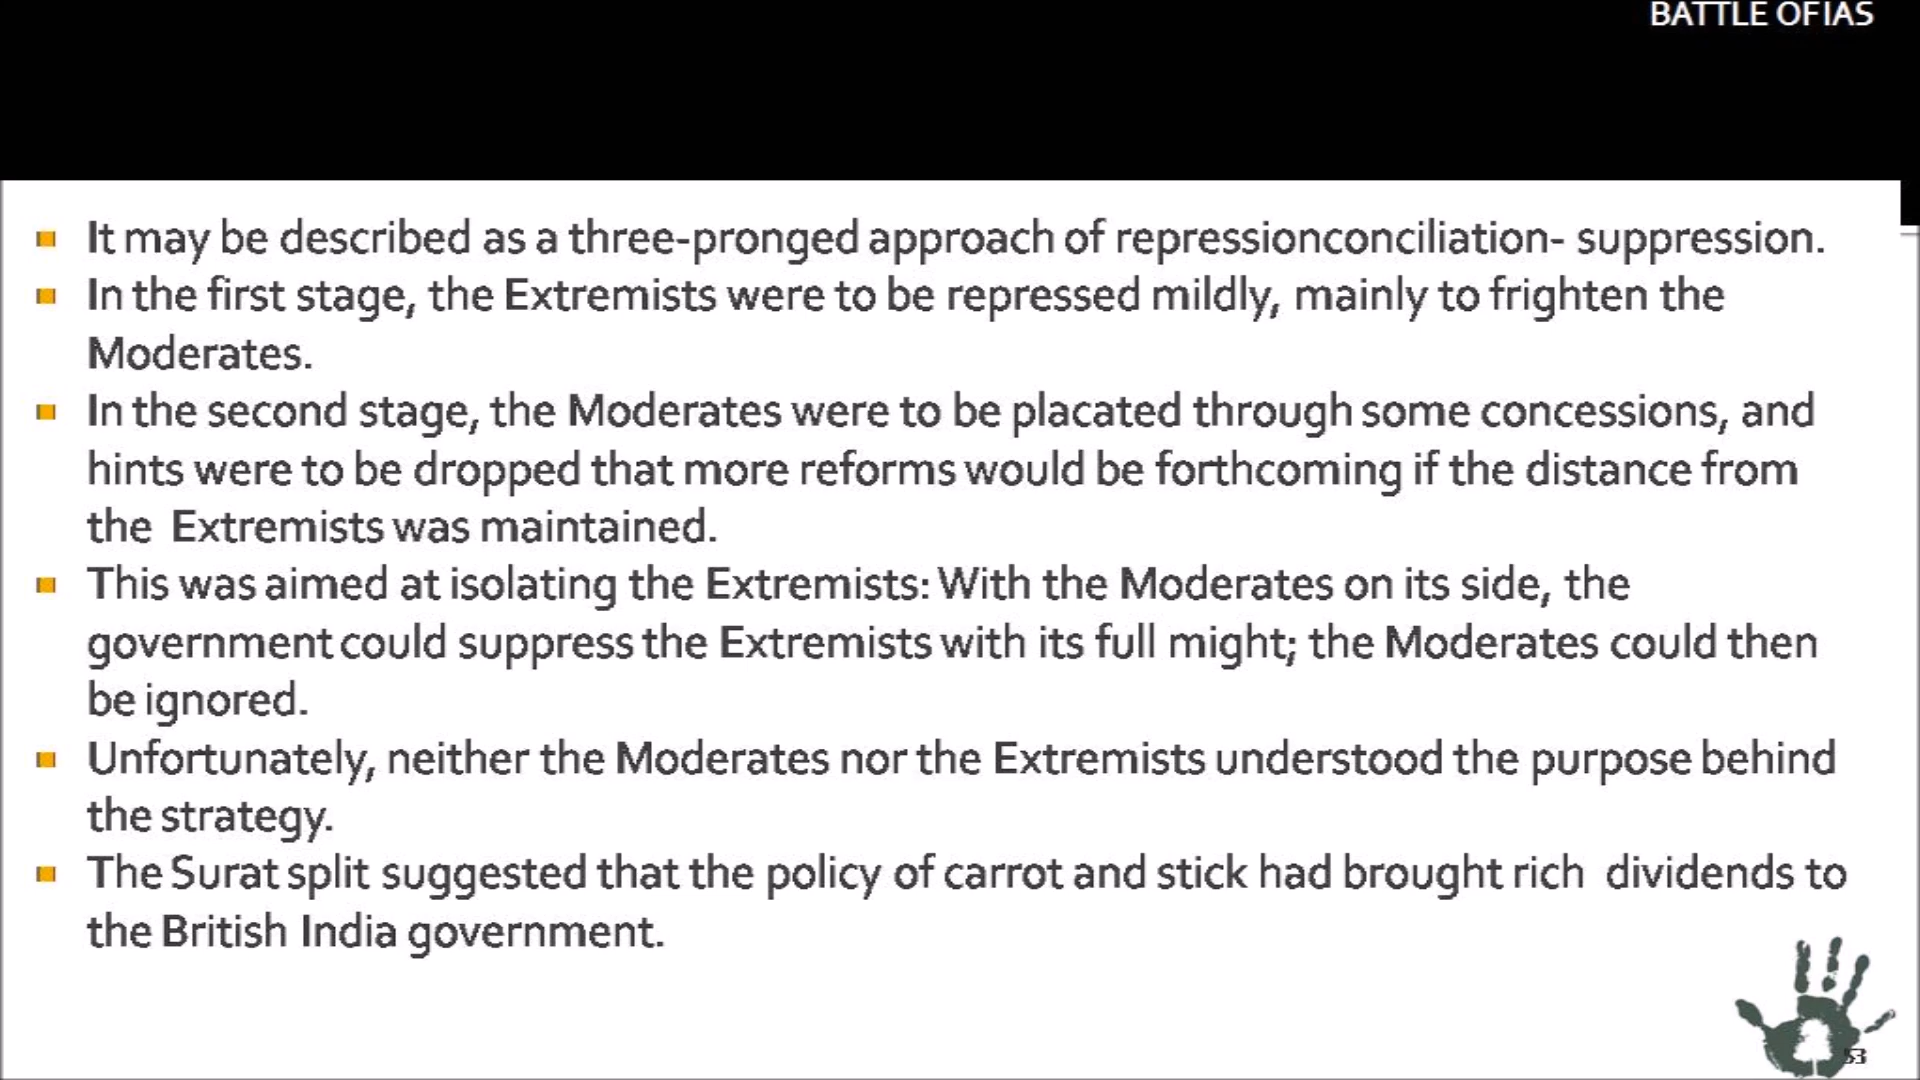 BATTLE OF IAS
It may be described as a three-pronged approach of repressionconciliation- suppression.
In the first stage, the Extremists were to be repressed mildly, mainly to frighten the
Moderates.
In the second stage, the Moderates were to be placated through some concessions, and
hints were to be dropped that more reforms would be forthcoming if the distance from
the Extremists was maintained.
This was aimed at isolating the Extremists: With the Moderates on its side, the
government could suppress the Extremists with its full might; the Moderates could then
be ignored.
Unfortunately, neither the Moderates nor the Extremists understood the purpose behind
the strategy.
The Surat split suggested that the policy of carrot and stick had brought rich dividends to
the British India government.
53